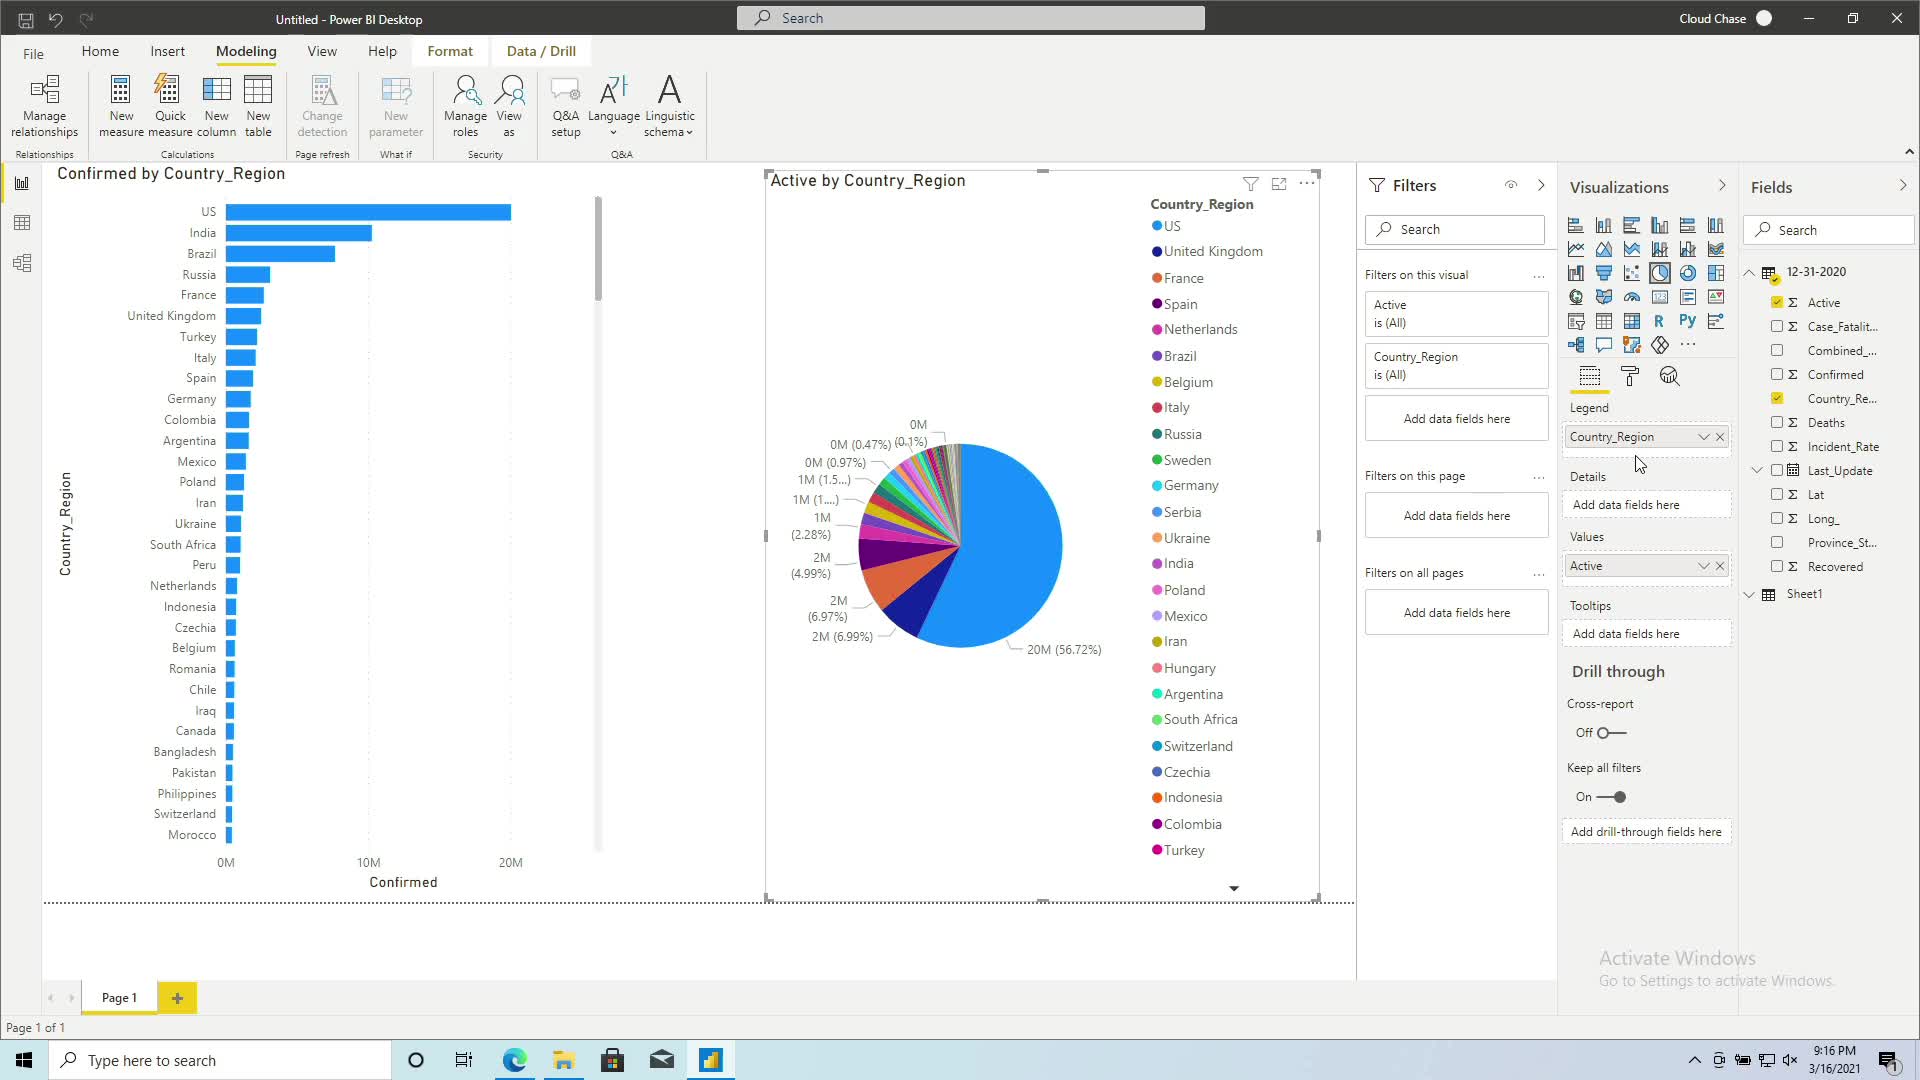 Untitled - Power BI Desktop
Search
Cloud Chase
File
Home
Insert
Modeling
View
Help
Format
Data / Drill
Manage
relationships
New
measure
Quick
measure
New
column
New
table
Change
detection
New
parameter
Manage
roles
View
as
Q&A
setup
Language
Linguistic
schema
Relationships
Calculations
Page refresh
What if
Security
Q&A
Confirmed by Country_Region
Country_Region
US
India
Brazil
Russia
France
United Kingdom
Turkey
Italy
Spain
Germany
Colombia
Argentina
Mexico
Poland
Iran
Ukraine
South Africa
Peru
Netherlands
Indonesia
Czechia
Belgium
Romania
Chile
Iraq
Canada
Bangladesh
Pakistan
Philippines
Switzerland
Morocco
0M
10M
20M
Confirmed
Active by Country_Region
0M
(0.1%)
0M (0.47%)
0M (0.97%)
1M (1.5...)
1M (1....)
1M
(2.28%)
2M
(4.99%)
2M
(6.97%)
2M (6.99%)
20M (56.72%)
Country_Region
US
United Kingdom
France
Spain
Netherlands
Brazil
Belgium
Italy
Russia
Sweden
Germany
Serbia
Ukraine
India
Poland
Mexico
Iran
Hungary
Argentina
South Africa
Switzerland
Czechia
Indonesia
Colombia
Turkey
Filters
Search
Filters on this visual
...
Active
is (All)
Country_Region
is (All)
Add data fields here
Filters on this page
...
Add data fields here
Filters on all pages
...
Add data fields here
Visualizations
123
R
Py
...
Legend
Country_Region
Details
Add data fields here
Values
Active
Tooltips
Add data fields here
Drill through
Cross-report
Off
Keep all filters
On
Add drill-through fields here
Fields
Search
12-31-2020
Active
Case_Fatalit...
Combined_...
Confirmed
Country_Re...
Deaths
Incident_Rate
Last_Update
Lat
Long_
Province_St...
Recovered
Sheet1
Activate Windows
Go to Settings to activate Windows.
Page 1
Page 1 of 1
Type here to search
9:16 PM
3/16/2021
1